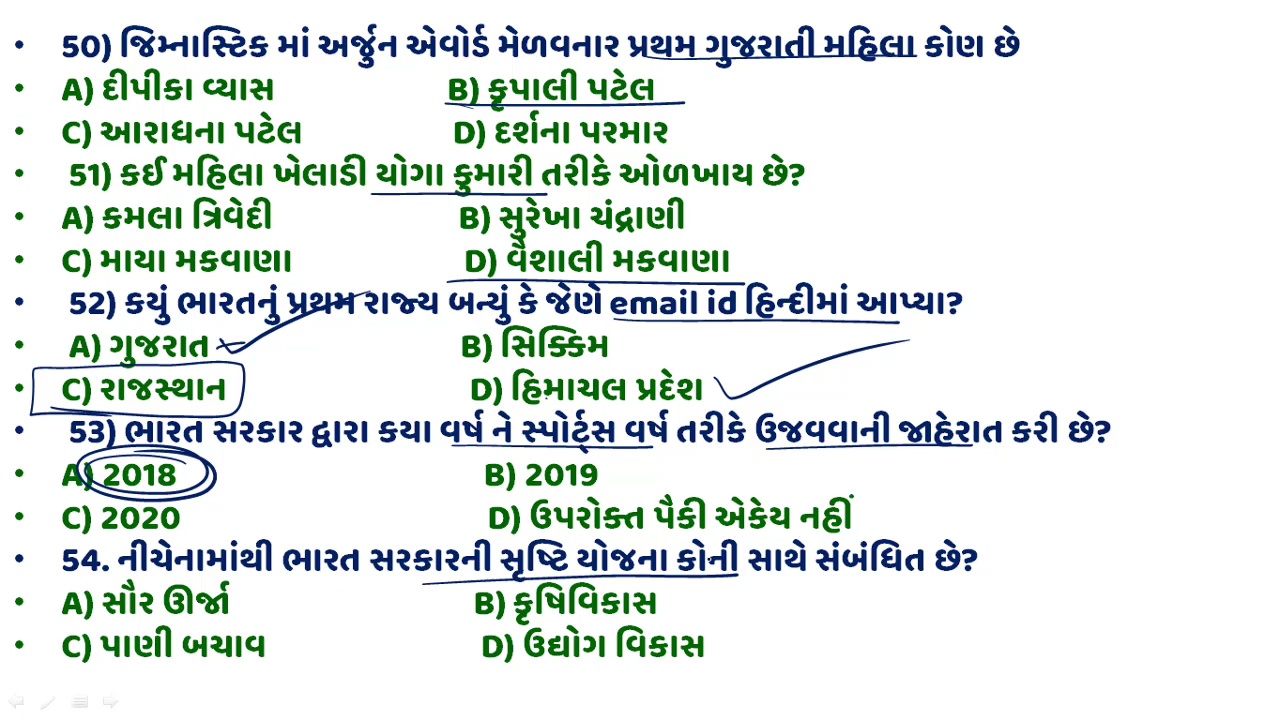 50) જિમ્નાસ્ટિક માં અર્જુન એવોર્ડ મેળવનાર પ્રથમ ગુજરાતી મહિલા કોણ છે
A) દીપીકા વ્યાસ B) કૃપાલી પટેલ
C) આરાધના પટેલ D) દર્શના પરમાર
51) કઈ મહિલા ખેલાડી યોગા કુમારી તરીકે ઓળખાય છે?
A) કમલા ત્રિવેદી B) સુરેખા ચંદ્રાણી
C) માયા મકવાણા D) વૈશાલી મકવાણા
52) કયું ભારતનું પ્રથમ રાજ્ય બન્યું કે જેણે email id હિન્દીમાં આપ્યા?
A) ગુજરાત B) સિક્કિમ
C) રાજસ્થાન D) હિમાચલ પ્રદેશ
53) ભારત સરકાર દ્વારા કયા વર્ષ ને સ્પોર્ટ્સ વર્ષ તરીકે ઉજવવાની જાહેરાત કરી છે?
A) 2018 B) 2019
C) 2020 D) ઉપરોક્ત પૈકી એકેય નહીં
54. નીચેનામાંથી ભારત સરકારની સૃષ્ટિ યોજના કોની સાથે સંબંધિત છે?
A) સૌર ઊર્જા B) કૃષિવિકાસ
C) પાણી બચાવ D) ઉદ્યોગ વિકાસ